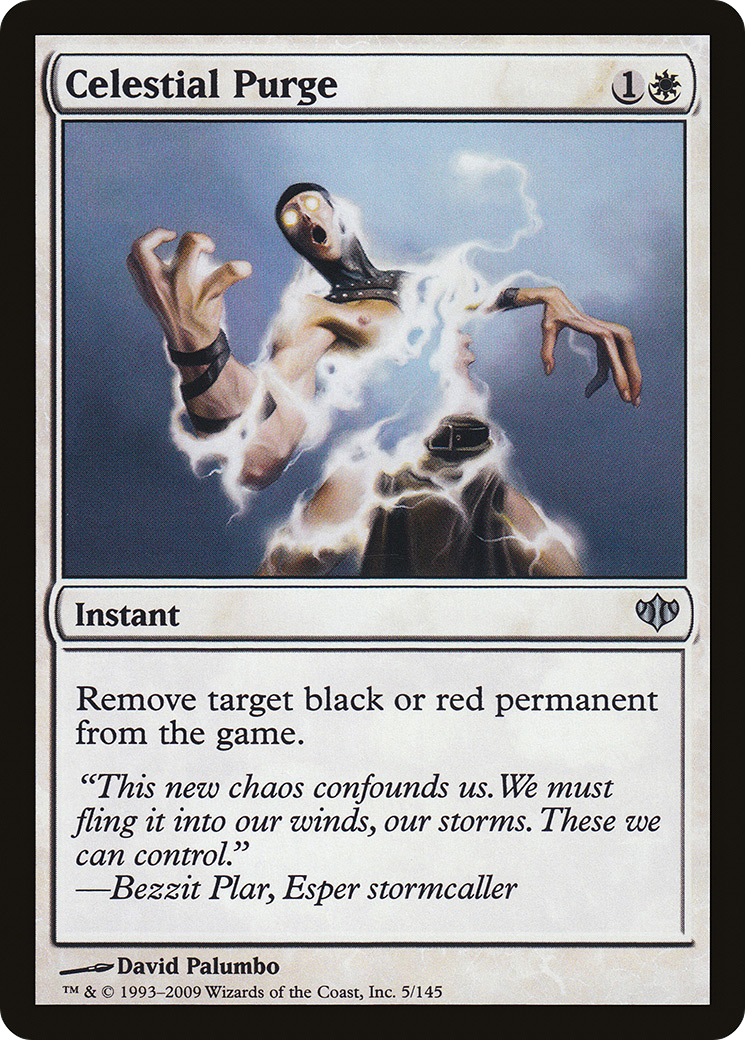 Celestial Purge 1
Instant
Remove target black or red permanent
from the game.
“This new chaos confounds us. We must
fling it into our winds, our storms. These we
can control.”
—Bezzit Plar, Esper stormcaller
David Palumbo
™ & © 1993–2009 Wizards of the Coast, Inc. 5/145